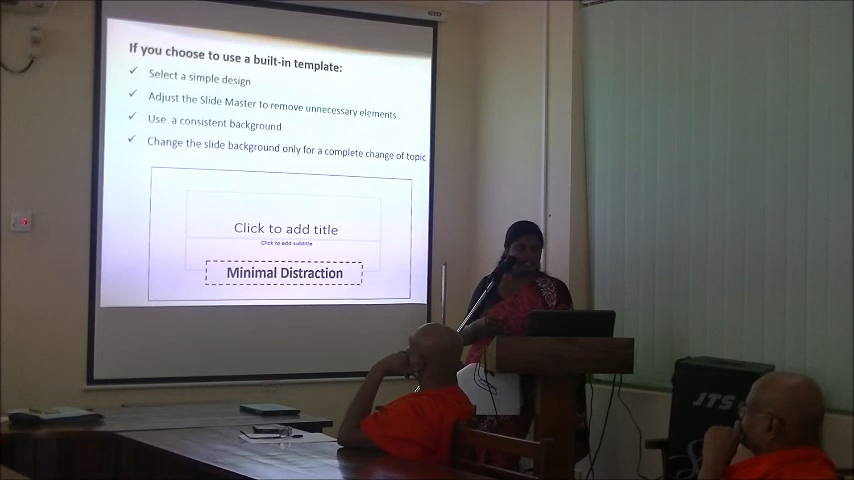 If you choose to use a built-in template:
✓ Select a simple design
✓ Adjust the Slide Master to remove unnecessary elements
✓ Use a consistent background
✓ Change the slide background only for a complete change of topic
Click to add title
Click to add subtitle
Minimal Distraction
JTS